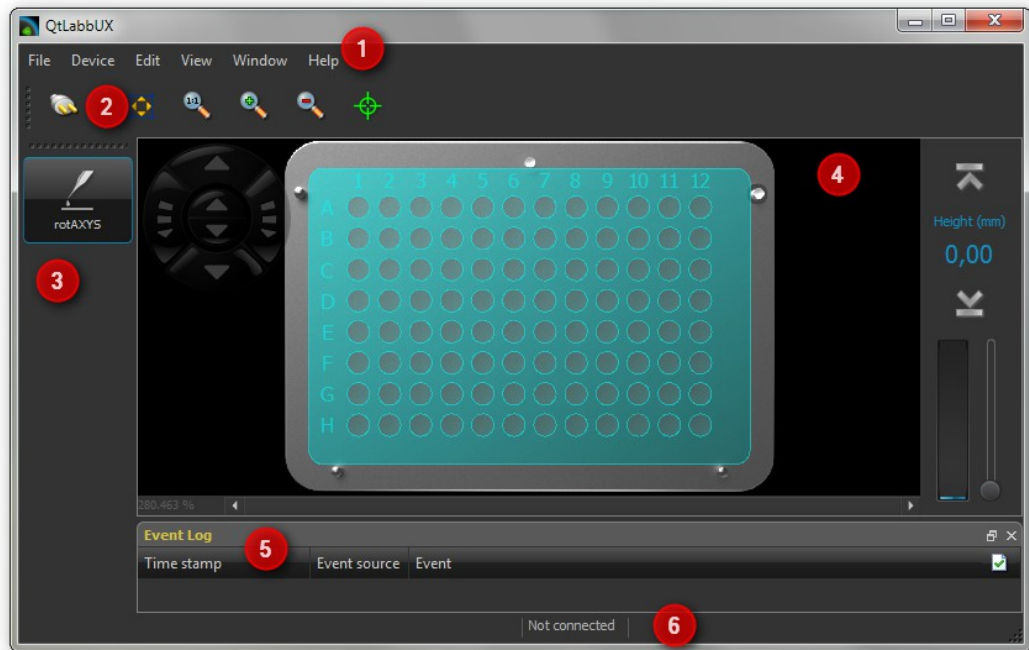 QtLabbUX
1
File Device Edit View Window Help
2
1:1
3
rotAXYS
4
1 2 3 4 5 6 7 8 9 10 11 12
A
B
C
D
E
F
G
H
Height (mm)
0,00
280.463 %
Event Log
5
Time stamp Event source Event
Not connected
6